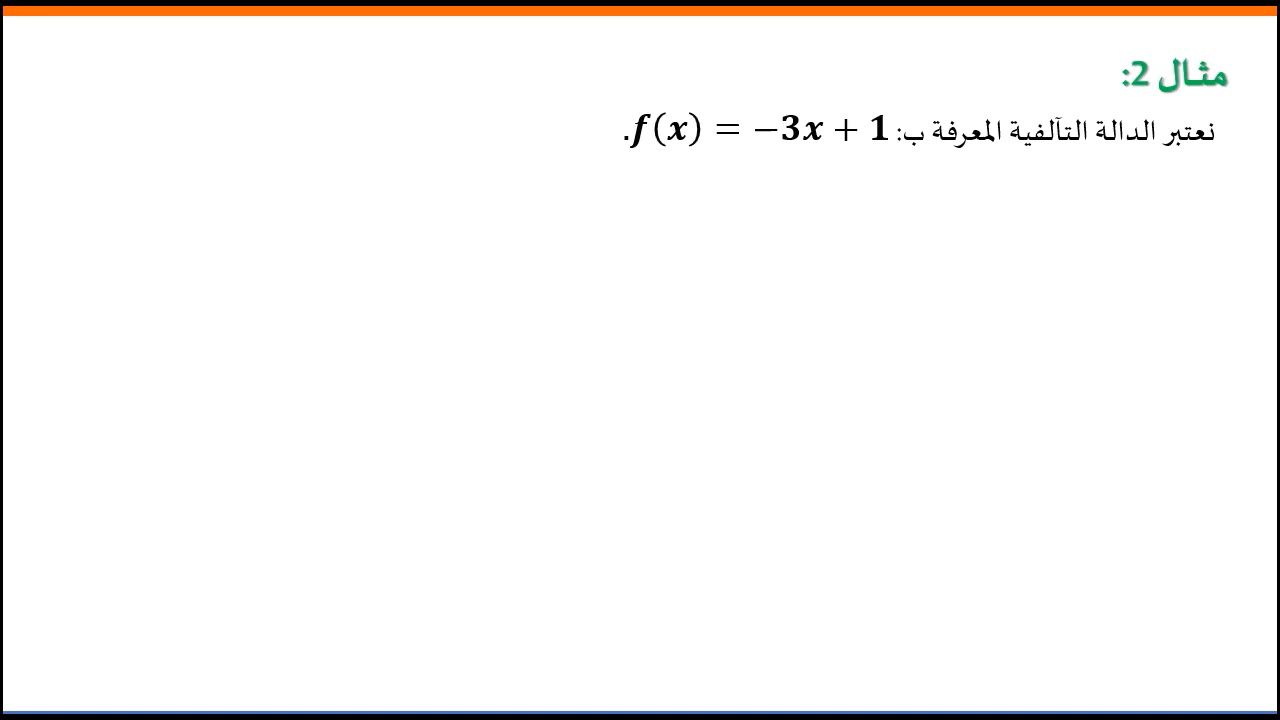 مثال 2:
نعتبر الدالة التآلفية المعرفة ب: f(x) = −3x + 1.